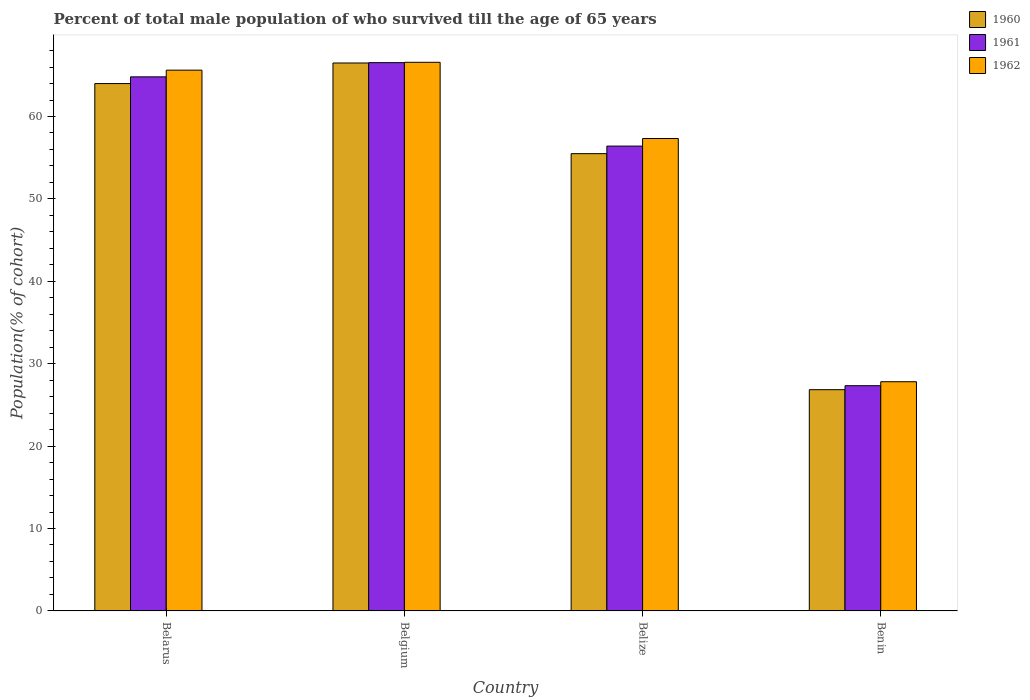 Percent of total male population of who survived till the age of 65 years
1960
1961
1962
Population(% of cohort)
60
50
40
30
20
10
0
Belarus
Belgium
Belize
Benin
Country